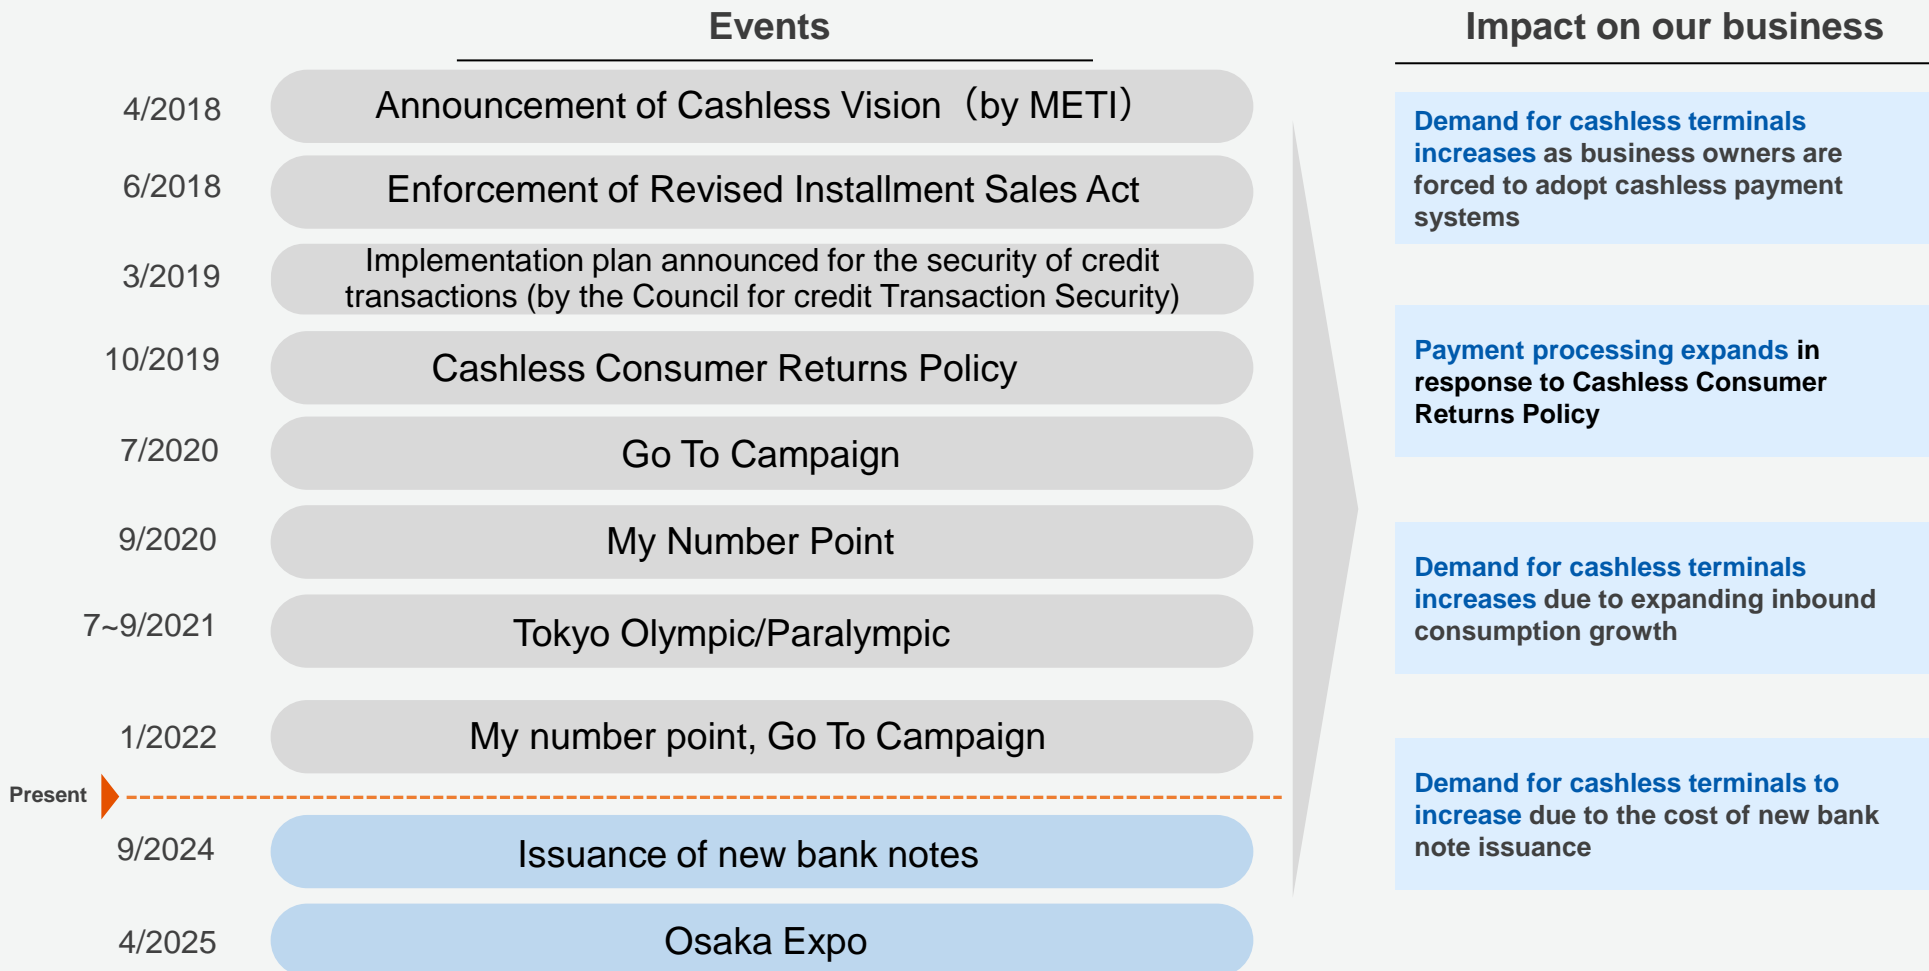 Events
Impact on our business
4/2018
Announcement of Cashless Vision（by METI）
6/2018
Enforcement of Revised Installment Sales Act
3/2019
Implementation plan announced for the security of credit
transactions (by the Council for credit Transaction Security)
10/2019
Cashless Consumer Returns Policy
7/2020
Go To Campaign
9/2020
My Number Point
7~9/2021
Tokyo Olympic/Paralympic
1/2022
My number point, Go To Campaign
Present
9/2024
Issuance of new bank notes
4/2025
Osaka Expo
Demand for cashless terminals
increases as business owners are
forced to adopt cashless payment
systems
Payment processing expands in
response to Cashless Consumer
Returns Policy
Demand for cashless terminals
increases due to expanding inbound
consumption growth
Demand for cashless terminals to
increase due to the cost of new bank
note issuance